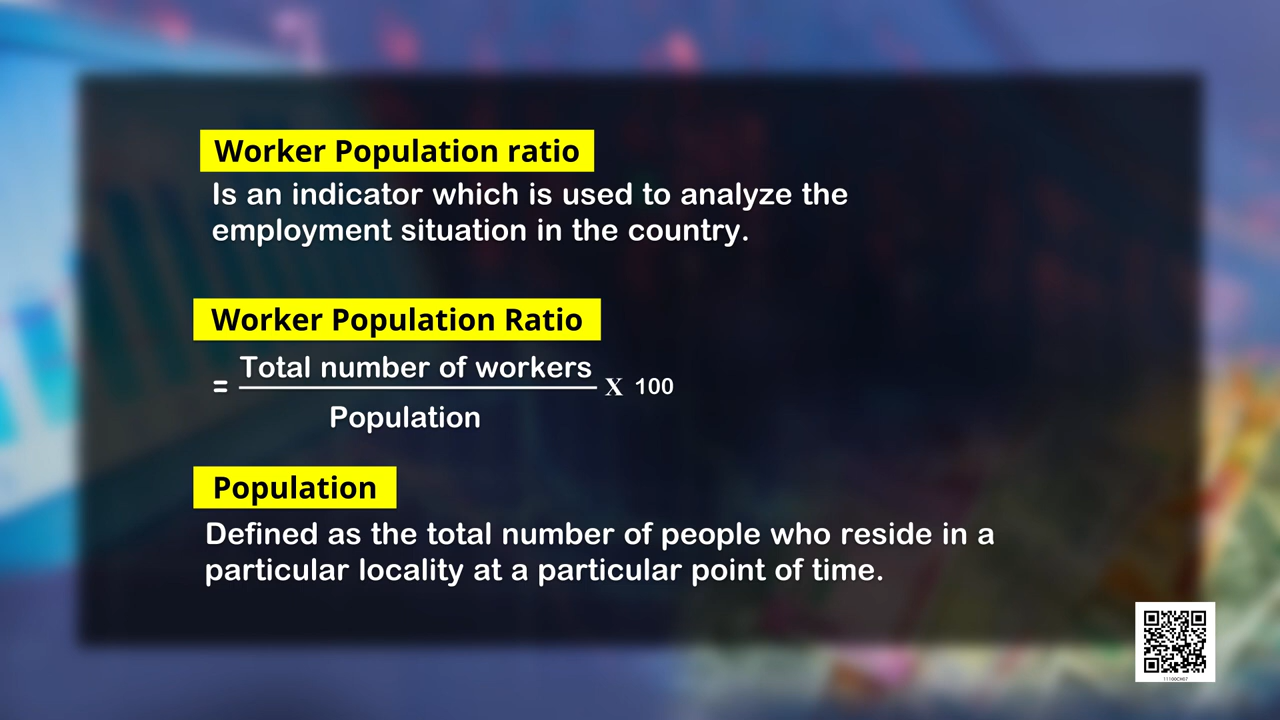 Worker Population ratio
Is an indicator which is used to analyze the
employment situation in the country.
Worker Population Ratio
= Total number of workers X 100
Population
Population
Defined as the total number of people who reside in a
particular locality at a particular point of time.